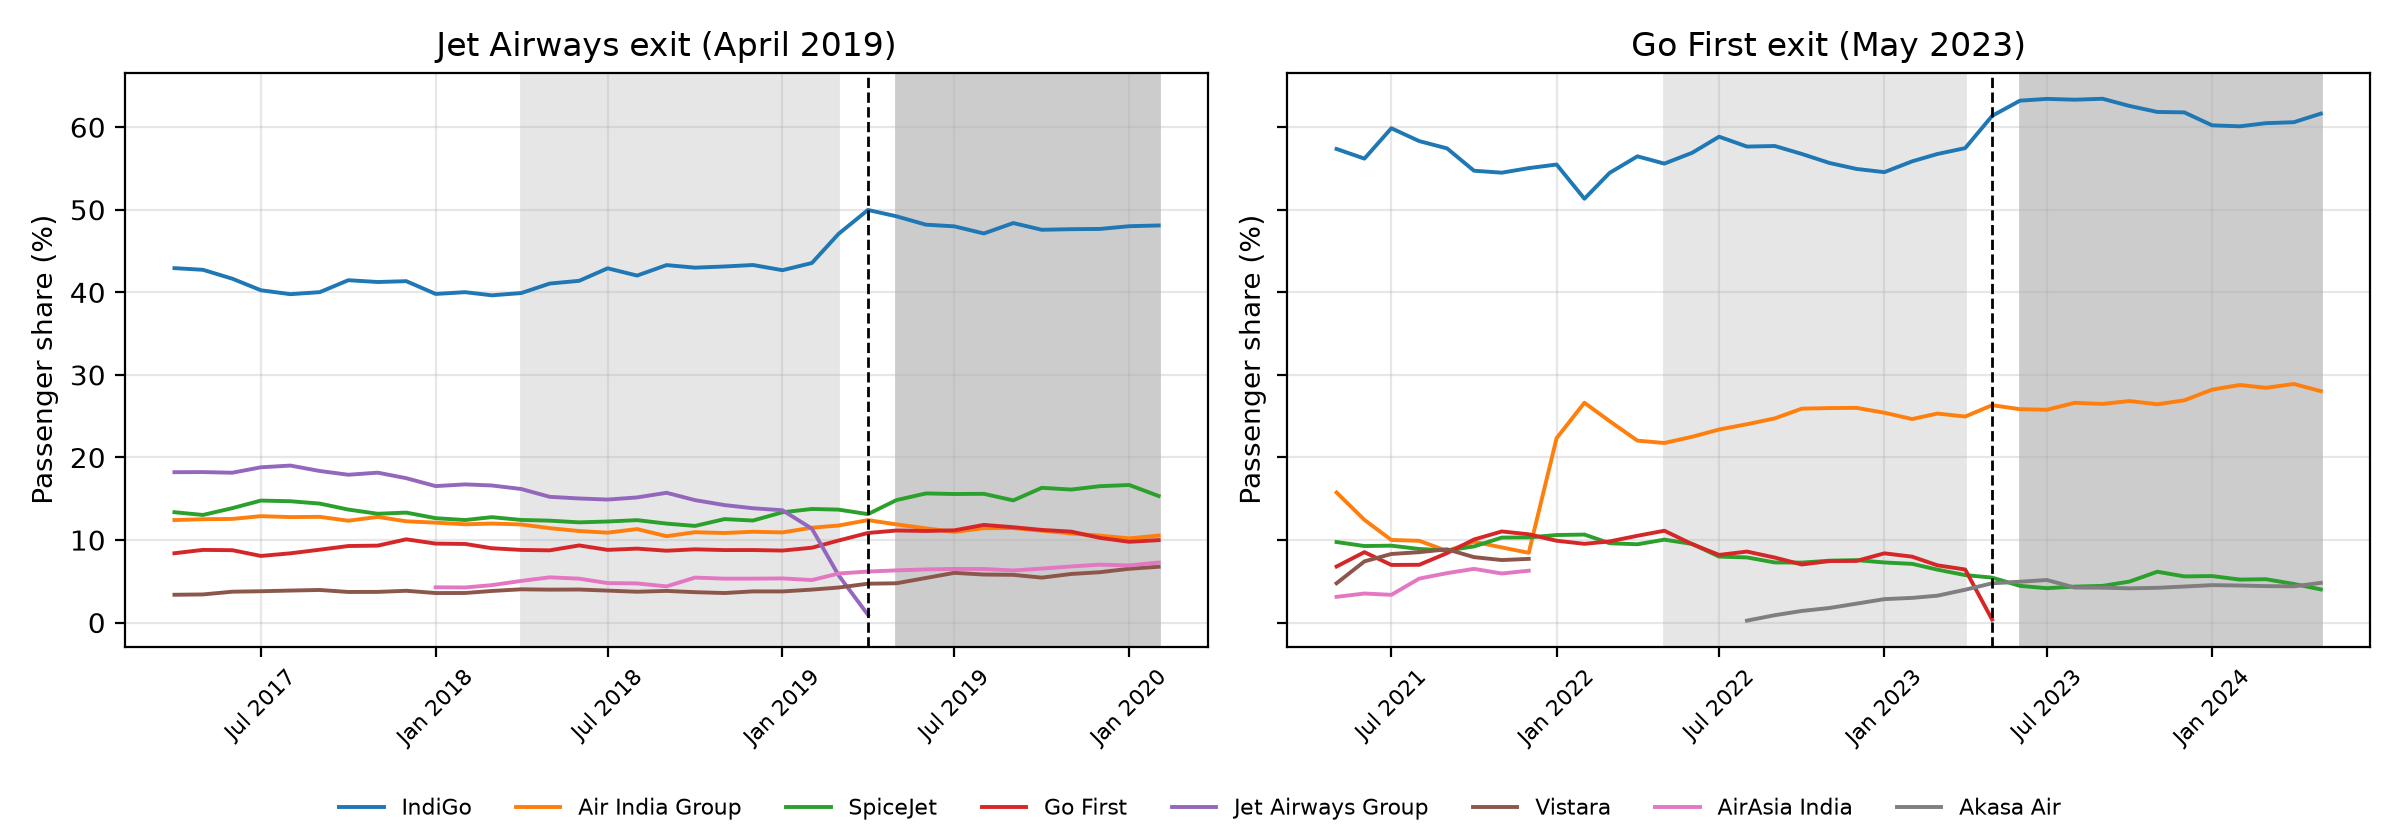 Jet Airways exit (April 2019)
Passenger share (%)
60
50
40
30
20
10
0
Jul 2017
Jan 2018
Jul 2018
Jan 2019
Jul 2019
Jan 2020
Go First exit (May 2023)
Passenger share (%)
Jul 2021
Jan 2022
Jul 2022
Jan 2023
Jul 2023
Jan 2024
IndiGo
Air India Group
SpiceJet
Go First
Jet Airways Group
Vistara
AirAsia India
Akasa Air